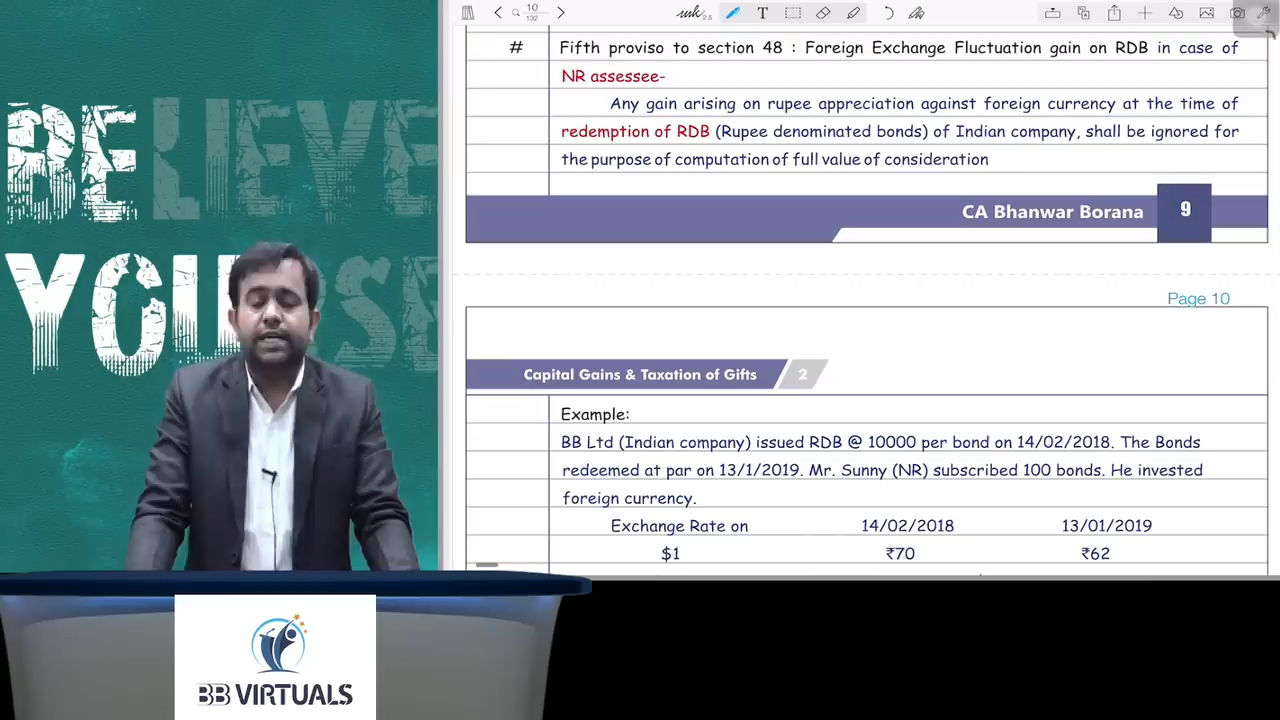 BELIEVE
YOURSE
BB VIRTUALS
10
132
2.5
T
# Fifth proviso to section 48 : Foreign Exchange Fluctuation gain on RDB in case of
NR assessee-
Any gain arising on rupee appreciation against foreign currency at the time of
redemption of RDB (Rupee denominated bonds) of Indian company, shall be ignored for
the purpose of computation of full value of consideration
CA Bhanwar Borana 9
Page 10
Capital Gains & Taxation of Gifts 2
Example:
BB Ltd (Indian company) issued RDB @ 10000 per bond on 14/02/2018. The Bonds
redeemed at par on 13/1/2019. Mr. Sunny (NR) subscribed 100 bonds. He invested
foreign currency.
Exchange Rate on 14/02/2018 13/01/2019
$1 ₹70 ₹62